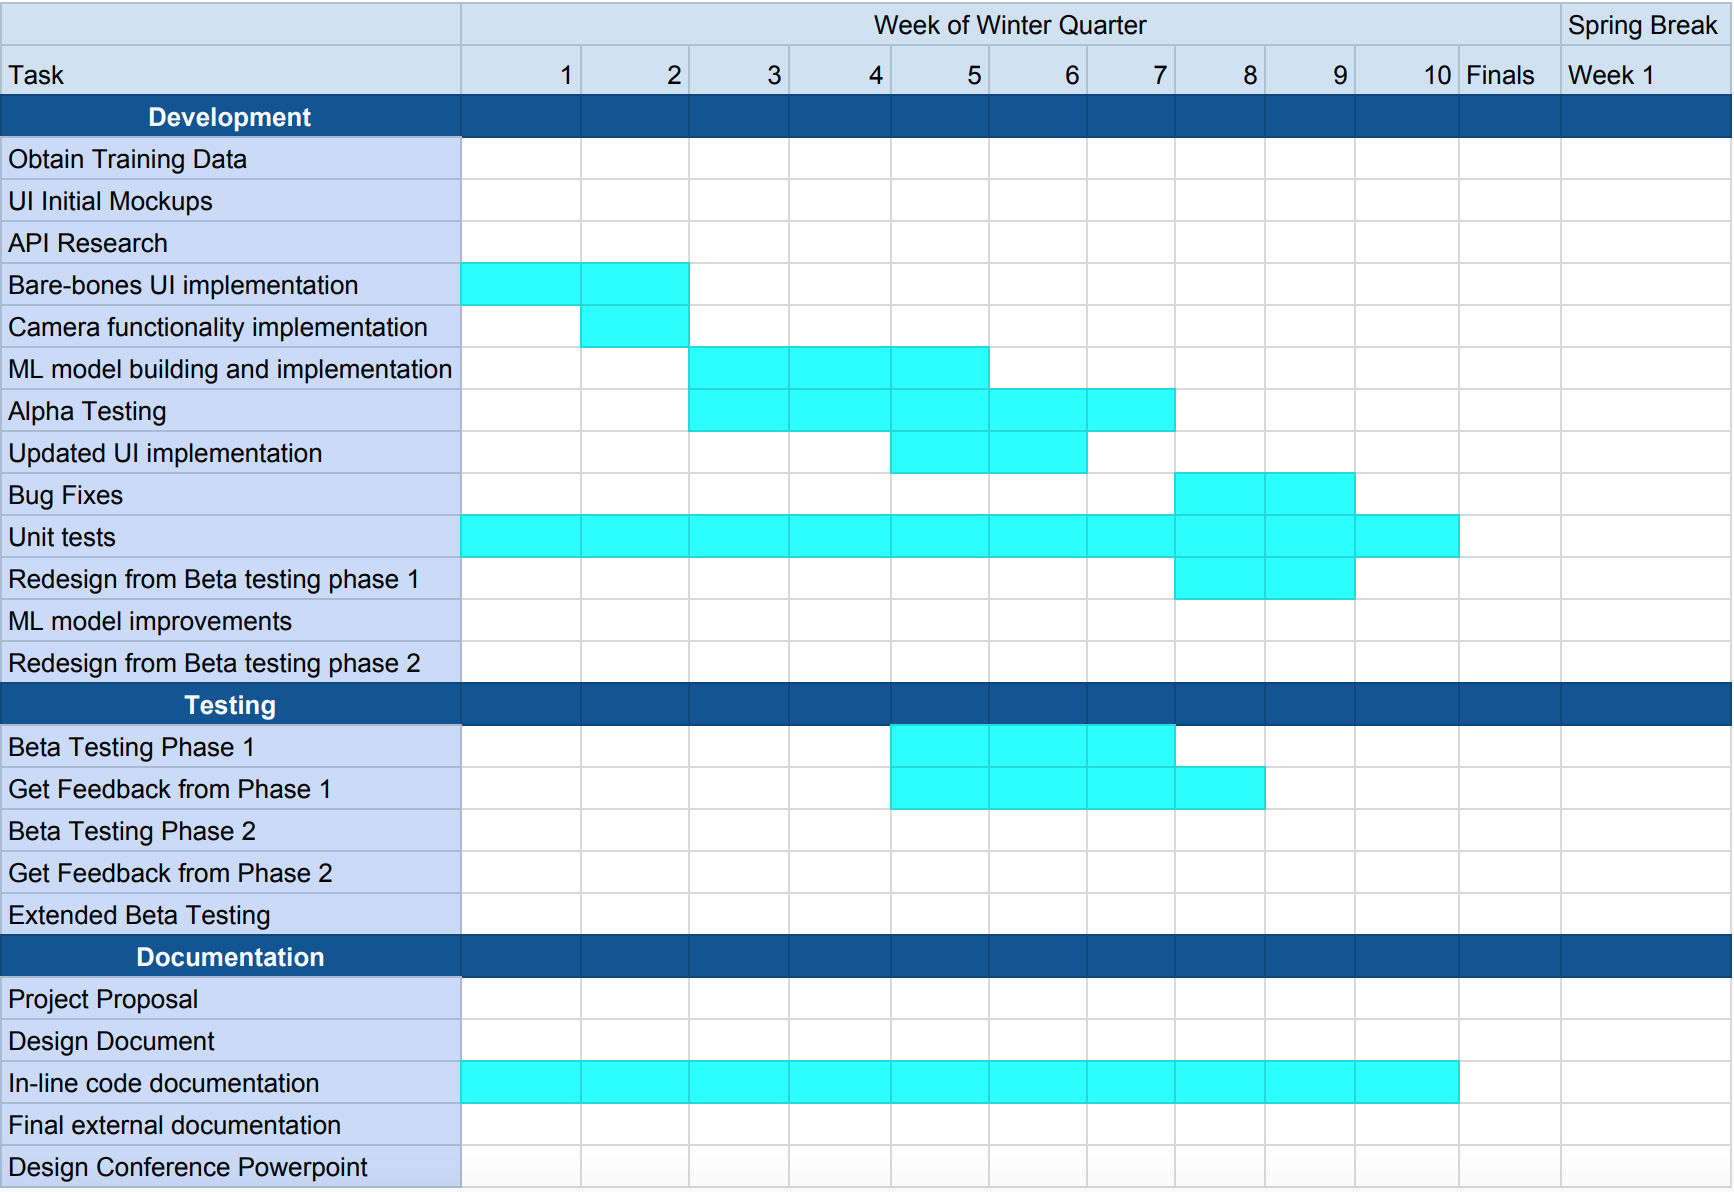 Week of Winter Quarter Spring Break
Task 1 2 3 4 5 6 7 8 9 10 Finals Week 1
Development
Obtain Training Data
UI Initial Mockups
API Research
Bare-bones UI implementation
Camera functionality implementation
ML model building and implementation
Alpha Testing
Updated UI implementation
Bug Fixes
Unit tests
Redesign from Beta testing phase 1
ML model improvements
Redesign from Beta testing phase 2
Testing
Beta Testing Phase 1
Get Feedback from Phase 1
Beta Testing Phase 2
Get Feedback from Phase 2
Extended Beta Testing
Documentation
Project Proposal
Design Document
In-line code documentation
Final external documentation
Design Conference Powerpoint